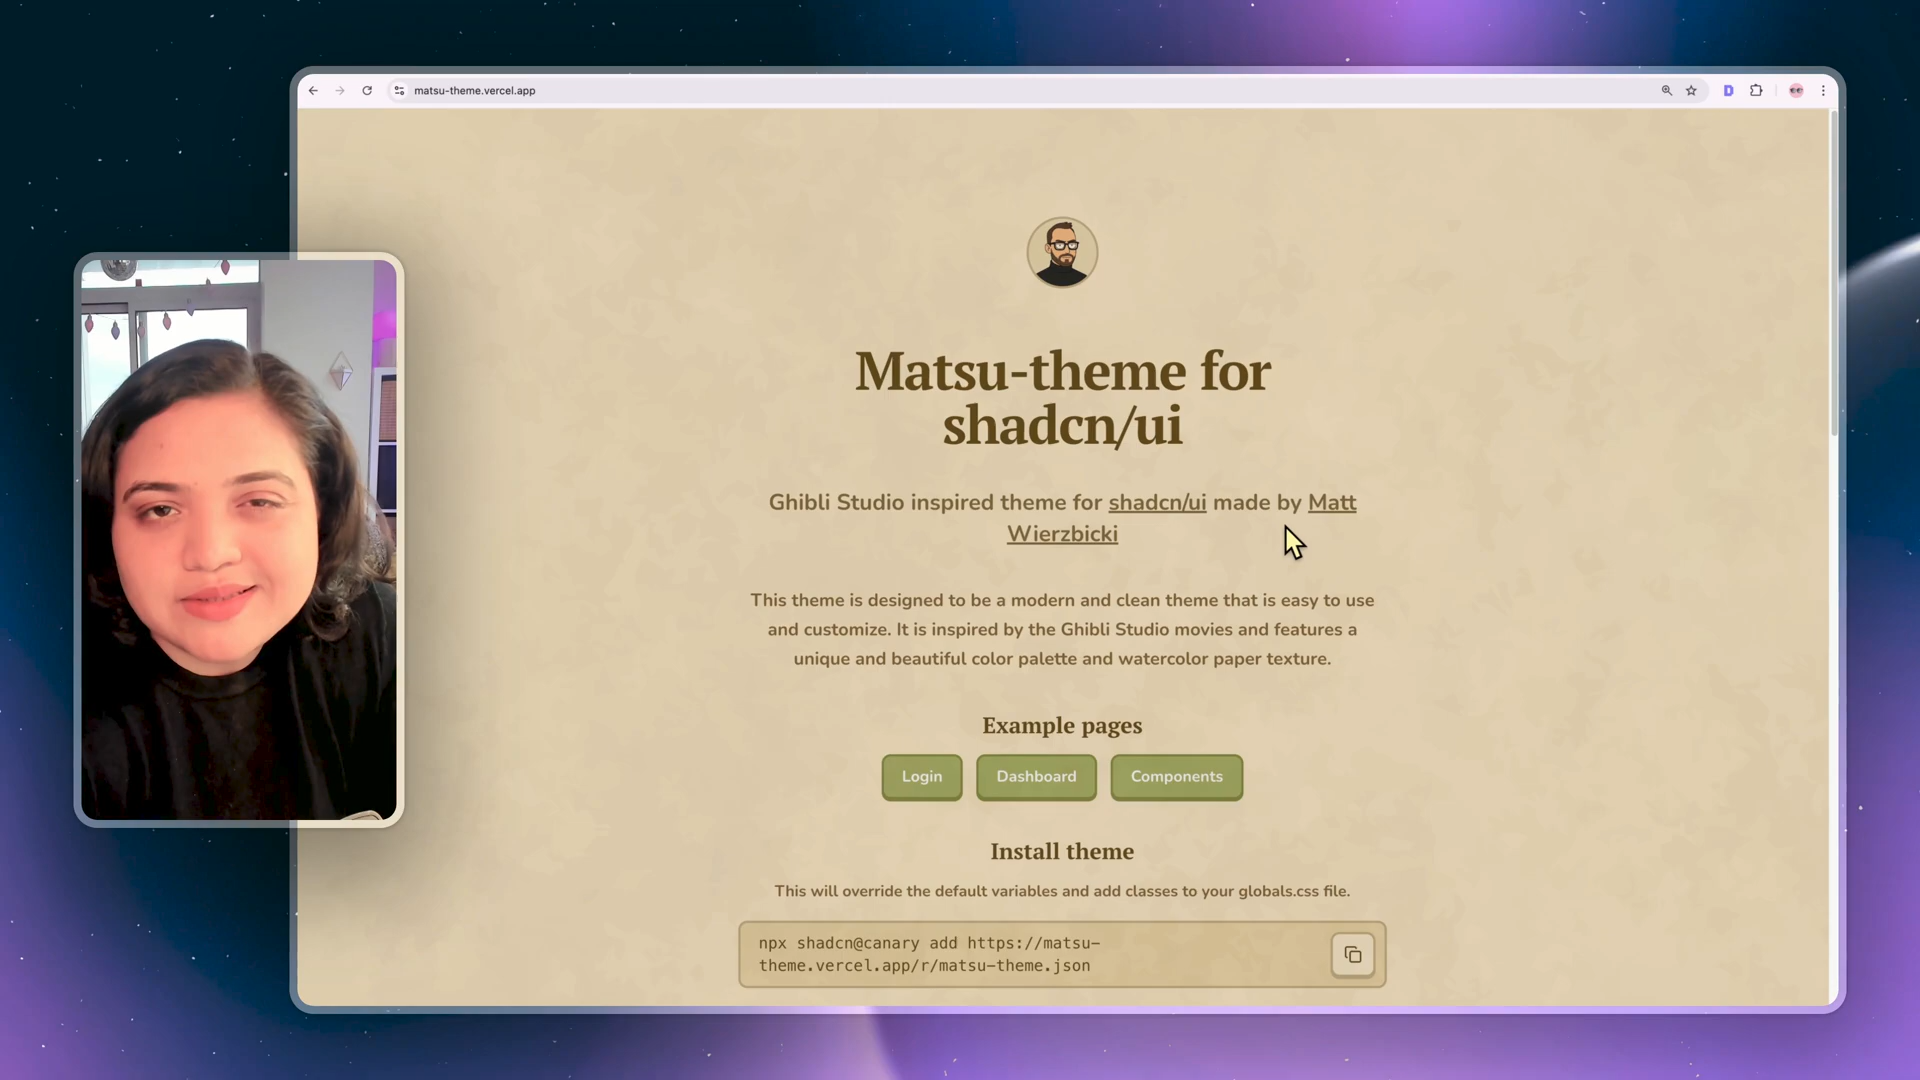 matsu-theme.vercel.app
D
Matsu-theme for
shadcn/ui
Ghibli Studio inspired theme for shadcn/ui made by Matt
Wierzbicki
This theme is designed to be a modern and clean theme that is easy to use
and customize. It is inspired by the Ghibli Studio movies and features a
unique and beautiful color palette and watercolor paper texture.
Example pages
Login
Dashboard
Components
Install theme
This will override the default variables and add classes to your globals.css file.
npx shadcn@canary add https://matsu-
theme.vercel.app/r/matsu-theme.json